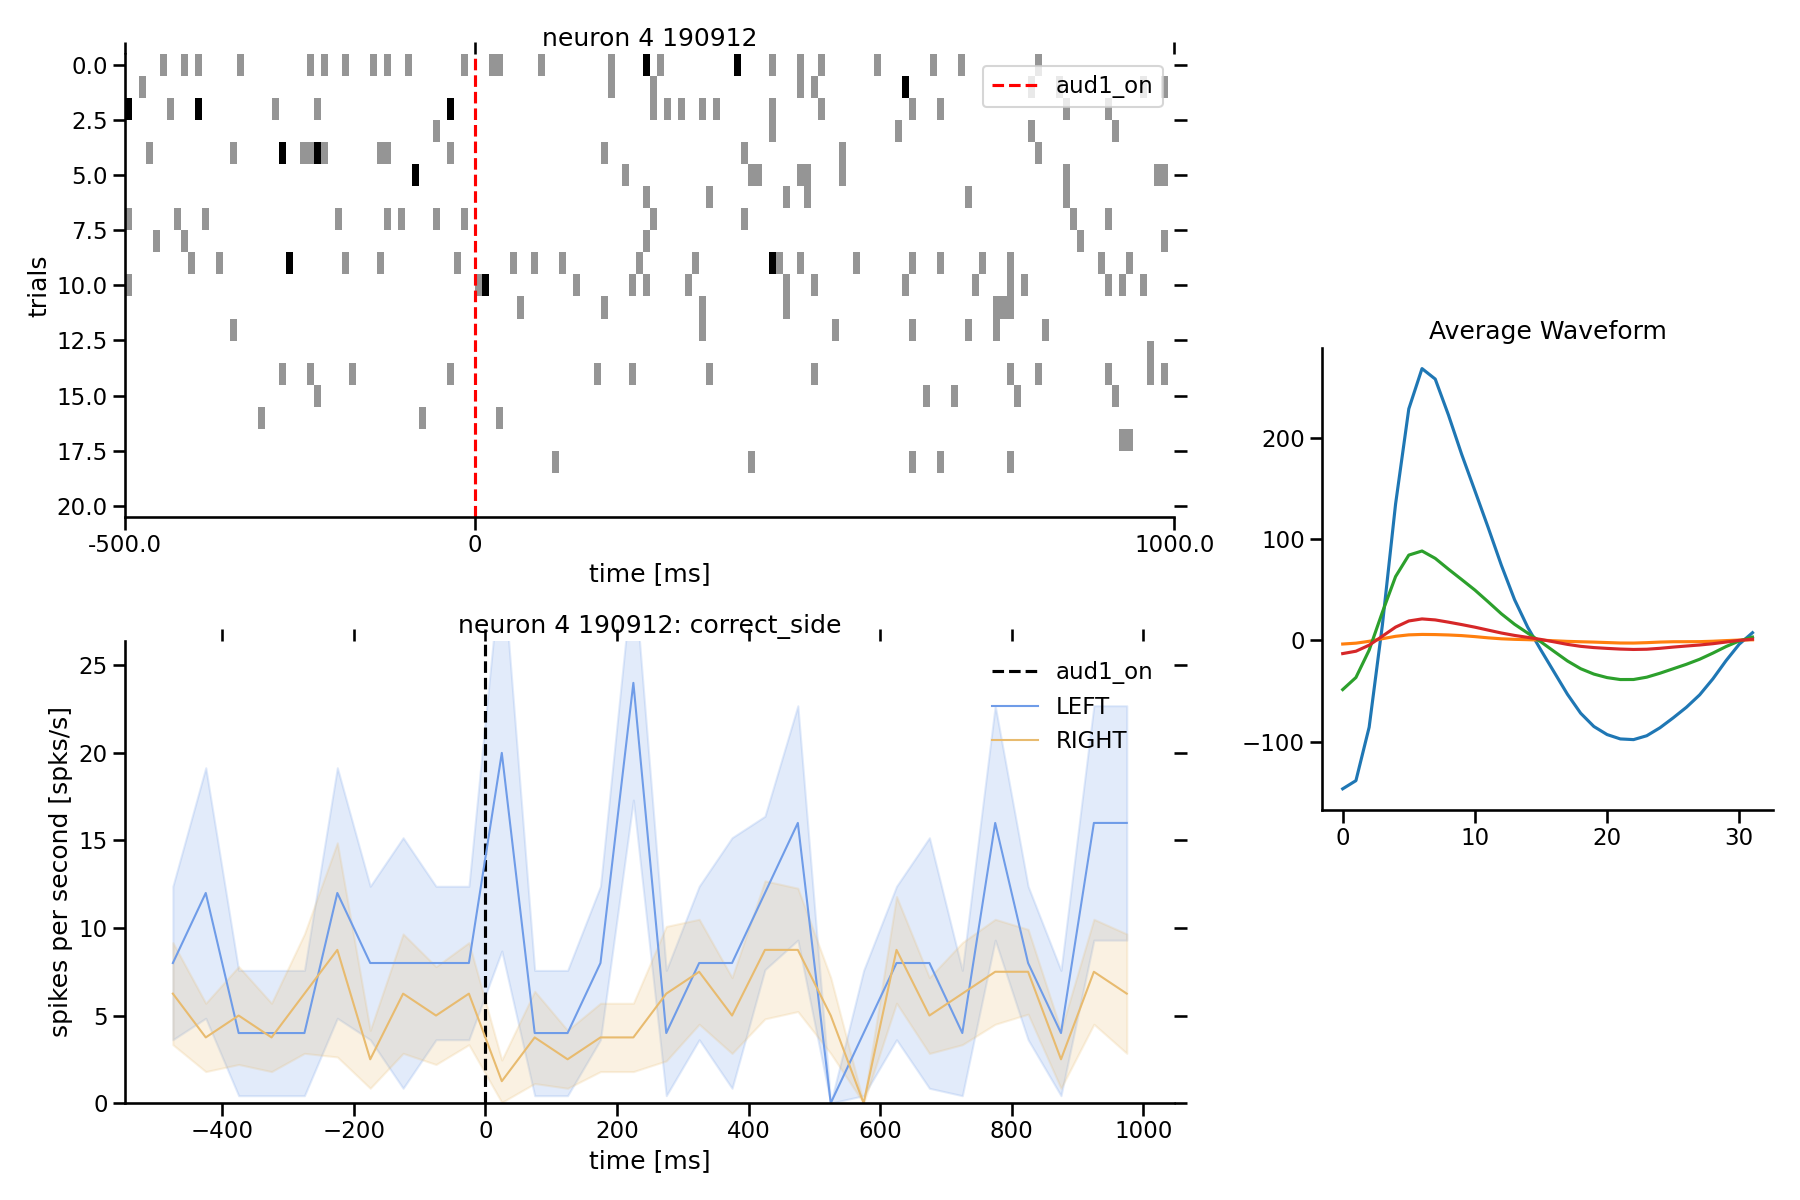 neuron 4 190912
0.0
2.5
5.0
7.5
10.0
12.5
15.0
17.5
20.0
trials
aud1_on
-500.0 0 1000.0
time [ms]
neuron 4 190912: correct_side
25
20
15
10
5
0
spikes per second [spks/s]
aud1_on
LEFT
RIGHT
−400 −200 0 200 400 600 800 1000
time [ms]
Average Waveform
200
100
0
−100
0 10 20 30